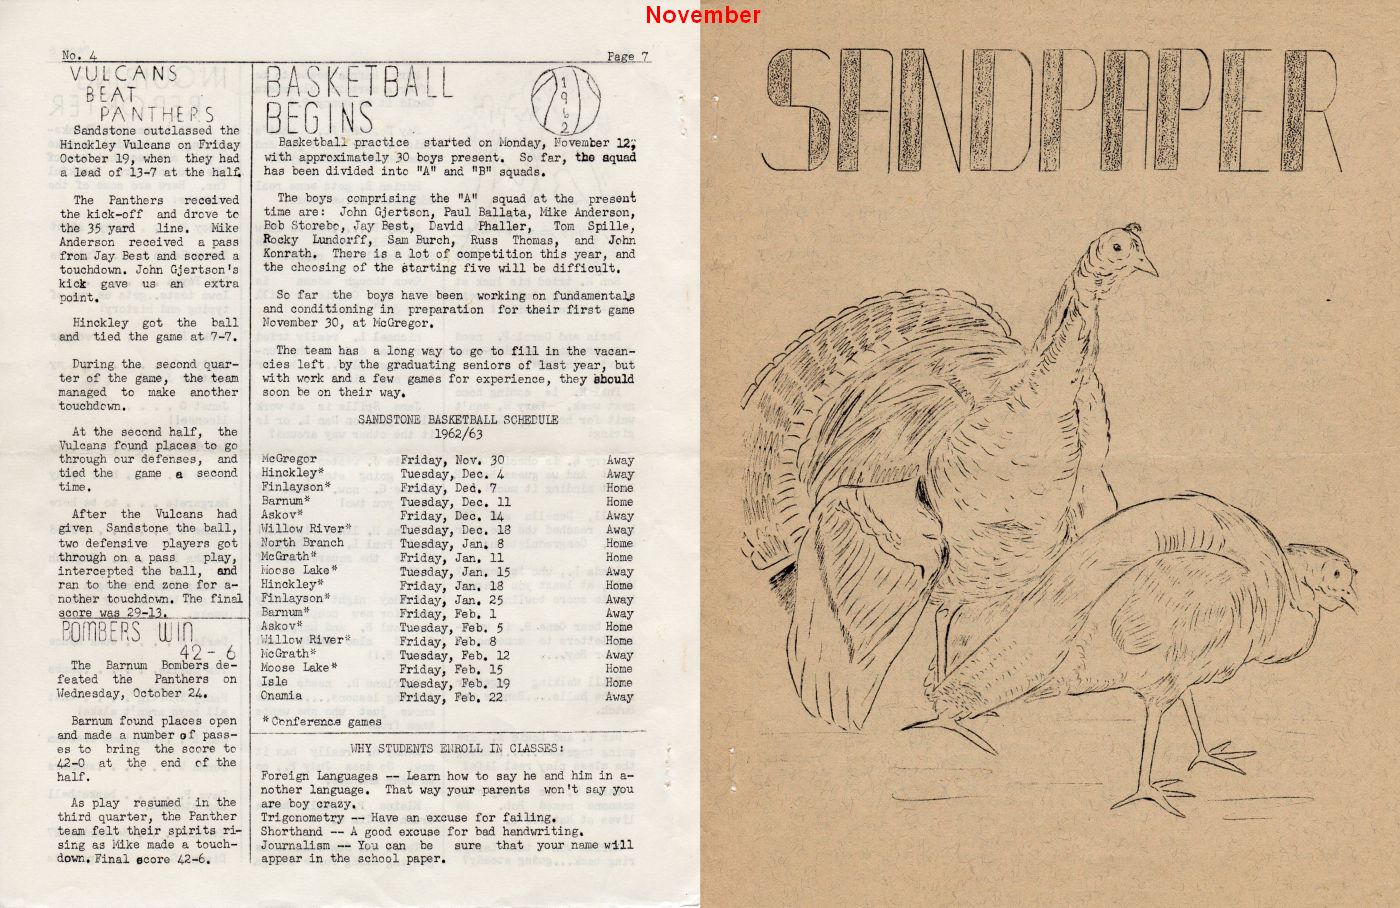 November
No. 4
Page 7
VULCANS
BEAT
PANTHERS
Sandstone outclassed the
Hinckley Vulcans on Friday
October 19, when they had
a lead of 13-7 at the half.
The Panthers received
the kick-off and drove to
the 35 yard line. Mike
Anderson received a pass
from Jay Best and scored a
touchdown. John Gjertson's
kick gave us an extra
point.
Hinckley got the ball
and tied the game at 7-7.
During the second quar-
ter of the game, the team
managed to make another
touchdown.
At the second half, the
Vulcans found places to go
through our defenses, and
tied the game a second
time.
After the Vulcans had
given Sandstone the ball,
two defensive players got
through on a pass play,
intercepted the ball, and
ran to the end zone for a-
nother touchdown. The final
score was 29-13.
BOMBERS WIN
42-6
The Barnum Bombers de-
feated the Panthers on
Wednesday, October 24.
Barnum found places open
and made a number of pass-
es to bring the score to
42-0 at the end of the
half.
As play resumed in the
third quarter, the Panther
team felt their spirits ri-
sing as Mike made a touch-
down. Final score 42-6.
BASKETBALL
BEGINS
1962
Basketball practice started on Monday, November 12,
with approximately 30 boys present. So far, the squad
has been divided into "A" and "B" squads.
The boys comprising the "A" squad at the present
time are: John Gjertson, Paul Ballata, Mike Anderson,
Bob Storebo, Jay Best, David Phaller, Tom Spille,
Rocky Lundorff, Sam Burch, Russ Thomas, and John
Konrath. There is a lot of competition this year, and
the choosing of the starting five will be difficult.
So far the boys have been working on fundamentals
and conditioning in preparation for their first game
November 30, at McGregor.
The team has a long way to go to fill in the vacan-
cies left by the graduating seniors of last year, but
with work and a few games for experience, they should
soon be on their way.
SANDSTONE BASKETBALL SCHEDULE
1962/63
McGregor Friday, Nov. 30 Away
Hinckley* Tuesday, Dec. 4 Away
Finlayson* Friday, Ded. 7 Home
Barnum* Tuesday, Dec. 11 Home
Askov* Friday, Dec. 14 Away
Willow River* Tuesday, Dec. 18 Away
North Branch Tuesday, Jan. 8 Home
McGrath* Friday, Jan. 11 Home
Moose Lake* Tuesday, Jan. 15 Away
Hinckley* Friday, Jan. 18 Home
Finlayson* Friday, Jan. 25 Away
Barnum* Friday, Feb. 1 Away
Askov* Tuesday, Feb. 5 Home
Willow River* Friday, Feb. 8 Home
McGrath* Tuesday, Feb. 12 Away
Moose Lake* Friday, Feb. 15 Home
Isle Tuesday, Feb. 19 Home
Onamia Friday, Feb. 22 Away
*Conference games
WHY STUDENTS ENROLL IN CLASSES:
Foreign Languages -- Learn how to say he and him in a-
nother language. That way your parents won't say you
are boy crazy.
Trigonometry -- Have an excuse for failing.
Shorthand -- A good excuse for bad handwriting.
Journalism -- You can be sure that your name will
appear in the school paper.
SANDPAPER